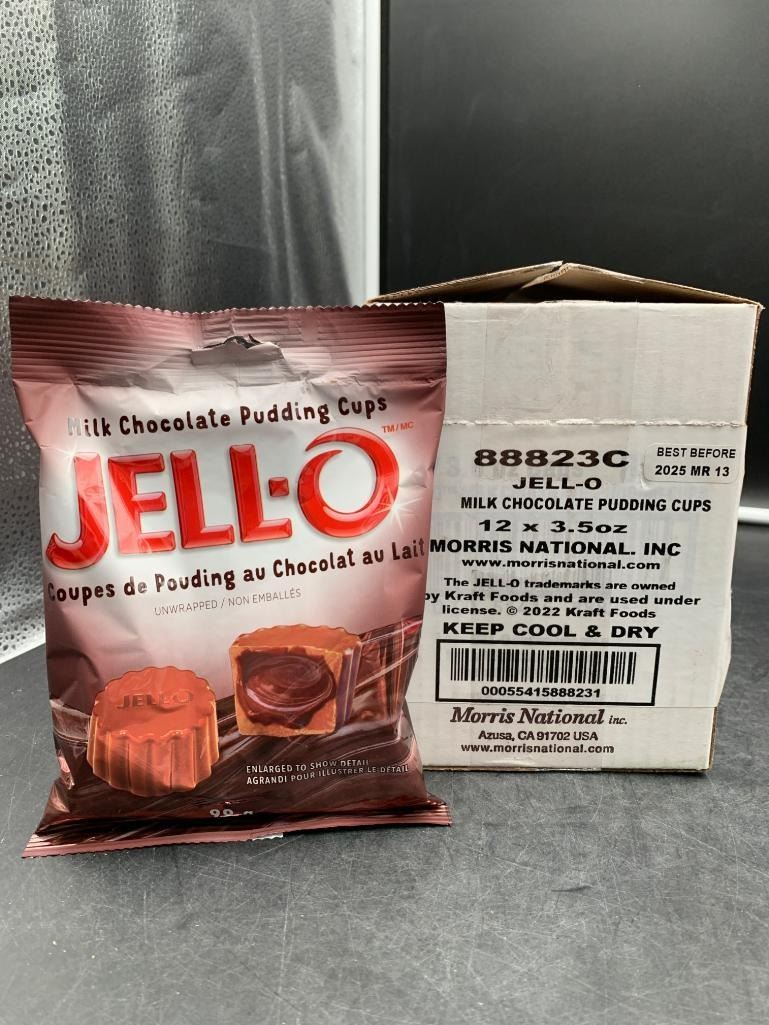 Milk Chocolate Pudding Cups
JELL-O
TM/MC
Coupes de Pouding au Chocolat au Lait
UNWRAPPED / NON EMBALLÉS
JELL-O
ENLARGED TO SHOW DETAIL
AGRANDI POUR ILLUSTRER LE DÉTAIL
99 g
88823C
BEST BEFORE
2025 MR 13
JELL-O
MILK CHOCOLATE PUDDING CUPS
12 x 3.5oz
MORRIS NATIONAL. INC
www.morrisnational.com
The JELL-O trademarks are owned
by Kraft Foods and are used under
license. © 2022 Kraft Foods
KEEP COOL & DRY
00055415888231
Morris National inc.
Azusa, CA 91702 USA
www.morrisnational.com